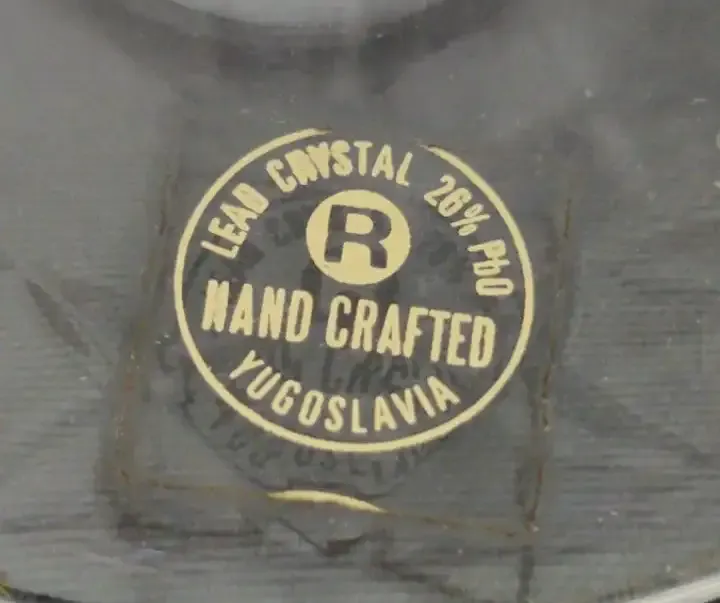 LEAD CRYSTAL 26% PbO
R
HAND CRAFTED
YUGOSLAVIA